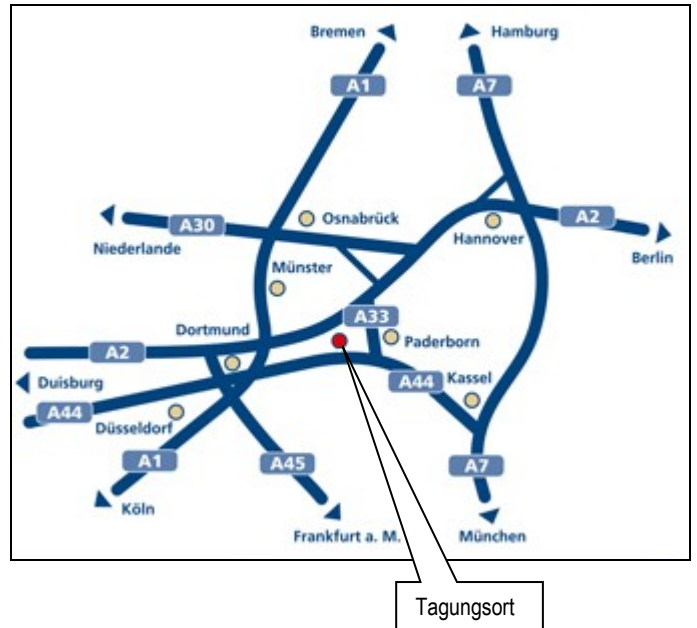 Bremen
Hamburg
A1
A7
A30
Osnabrück
A2
Niederlande
Hannover
Berlin
Münster
A33
Dortmund
Paderborn
A2
Duisburg
A44
Kassel
A44
Düsseldorf
A1
A45
A7
Köln
Frankfurt a. M.
München
Tagungsort